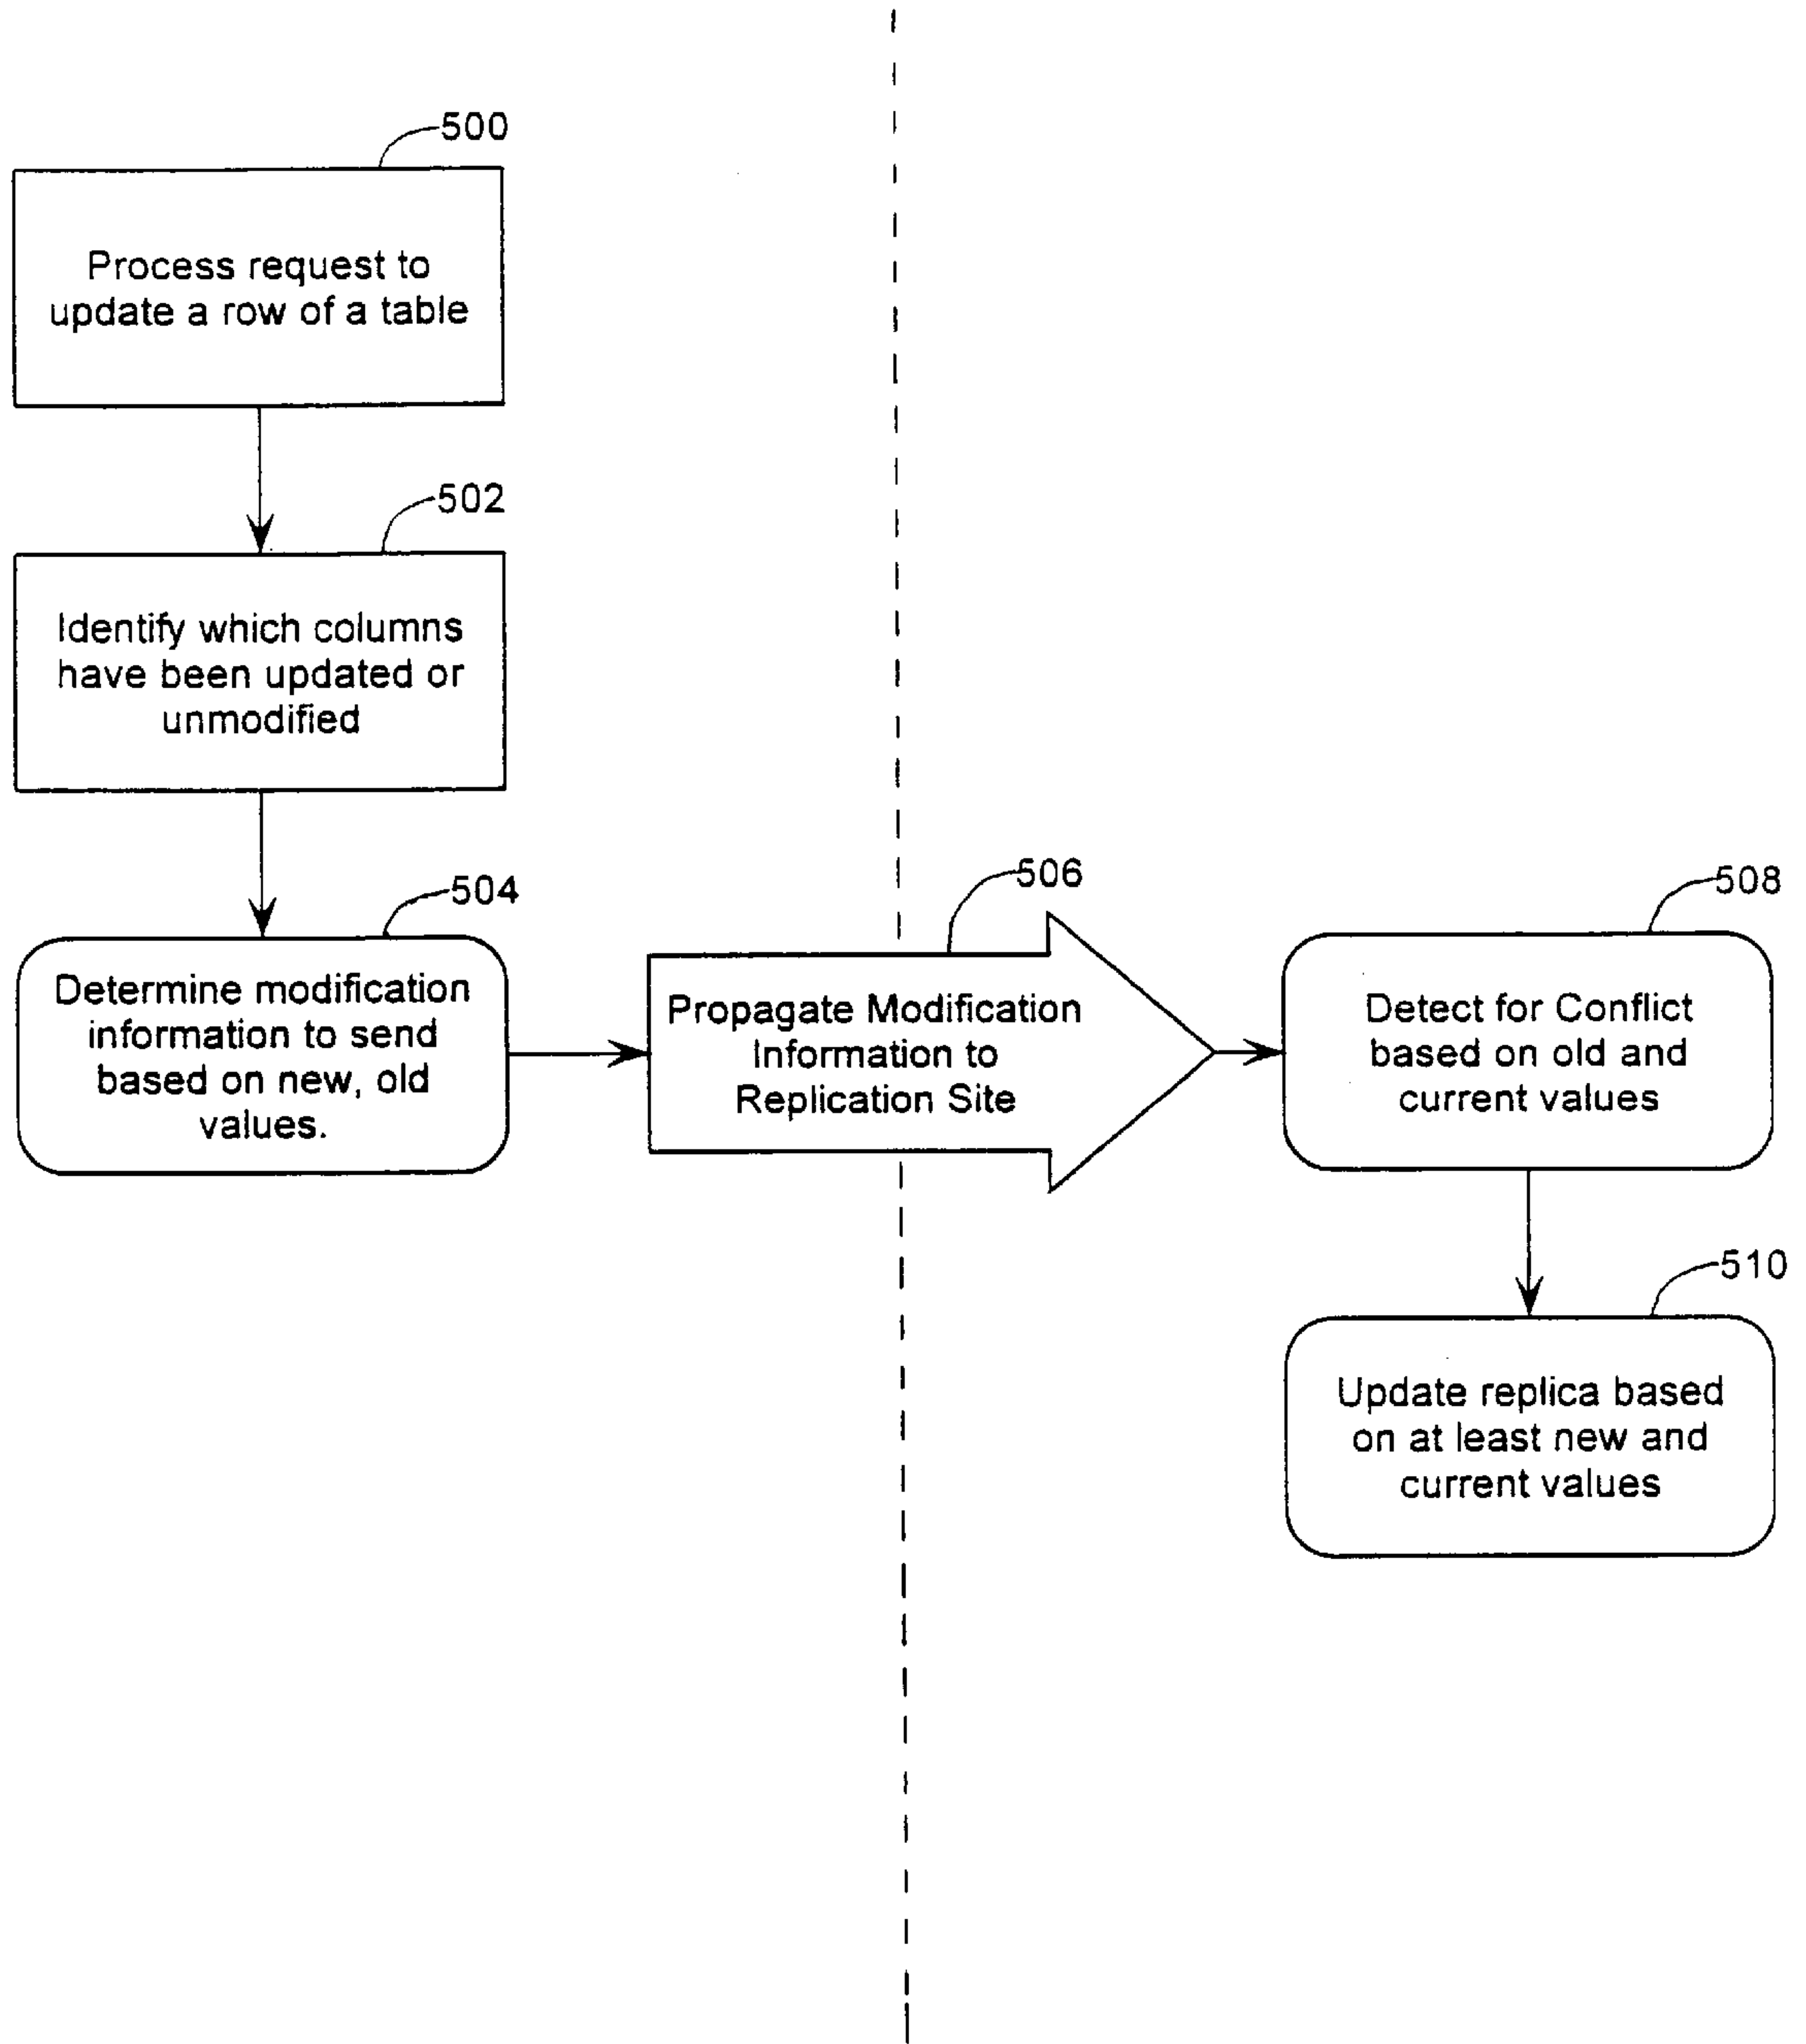 500
Process request to
update a row of a table
502
Identify which columns
have been updated or
unmodified
504
Determine modification
information to send
based on new, old
values.
506
Propagate Modification
Information to
Replication Site
508
Detect for Conflict
based on old and
current values
510
Update replica based
on at least new and
current values